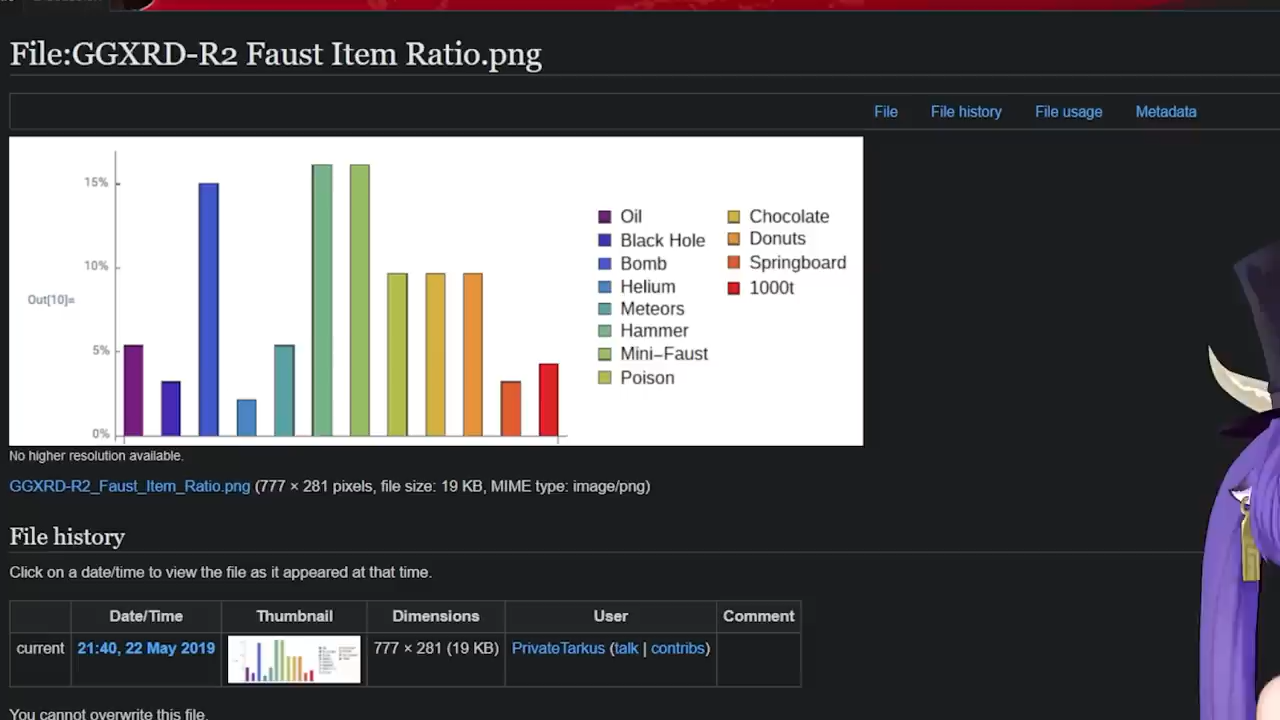 File:GGXRD-R2 Faust Item Ratio.png
File File history File usage Metadata
15%
10%
5%
0%
Out[10]=
Oil
Black Hole
Bomb
Helium
Meteors
Hammer
Mini–Faust
Poison
Chocolate
Donuts
Springboard
1000t
No higher resolution available.
GGXRD-R2_Faust_Item_Ratio.png (777 × 281 pixels, file size: 19 KB, MIME type: image/png)
File history
Click on a date/time to view the file as it appeared at that time.
Date/Time Thumbnail Dimensions User Comment
current 21:40, 22 May 2019 777 × 281 (19 KB) PrivateTarkus (talk | contribs)
You cannot overwrite this file.